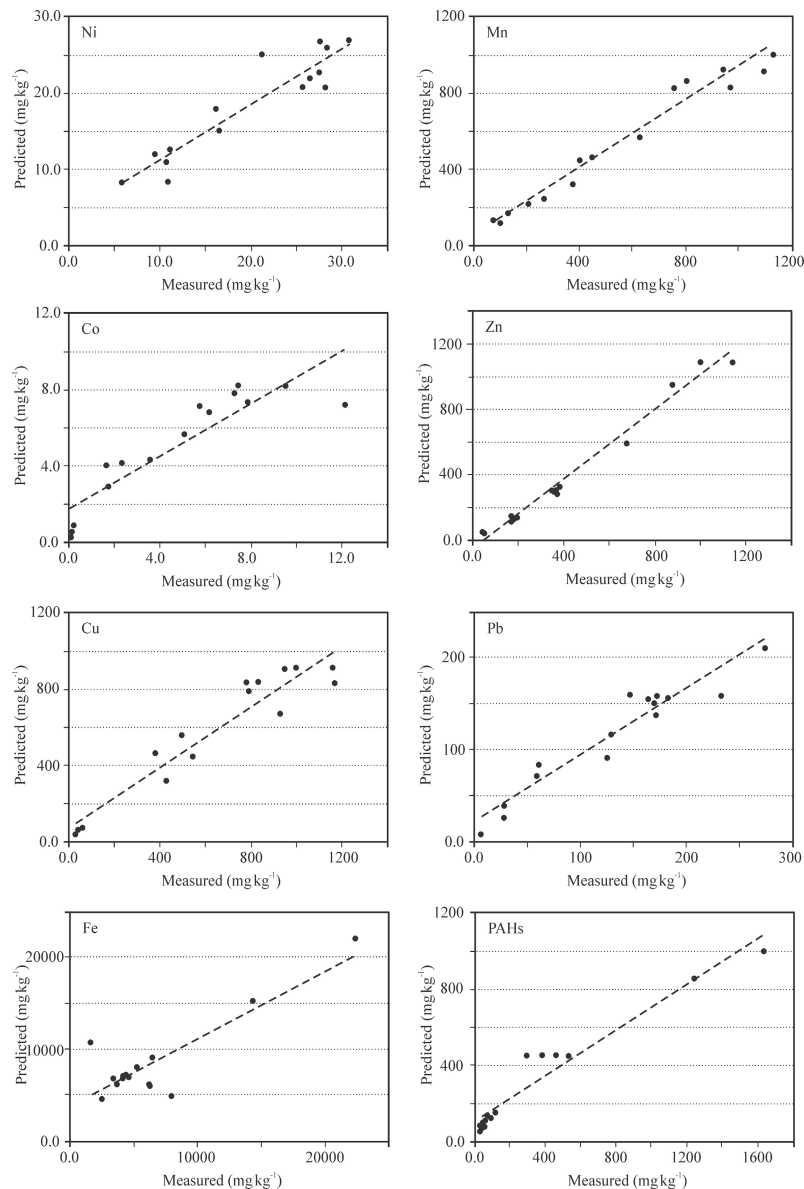 Ni
Predicted (mg kg⁻¹)
30.0
20.0
10.0
0.0
0.0 10.0 20.0 30.0
Measured (mg kg⁻¹)
Mn
Predicted (mg kg⁻¹)
1200
800
400
0.0
0.0 400 800 1200
Measured (mg kg⁻¹)
Co
Predicted (mg kg⁻¹)
12.0
8.0
4.0
0.0
0.0 4.0 8.0 12.0
Measured (mg kg⁻¹)
Zn
Predicted (mg kg⁻¹)
1200
800
400
0.0
0.0 400 800 1200
Measured (mg kg⁻¹)
Cu
Predicted (mg kg⁻¹)
1200
800
400
0.0
0.0 400 800 1200
Measured (mg kg⁻¹)
Pb
Predicted (mg kg⁻¹)
200
100
0.0
0.0 100 200 300
Measured (mg kg⁻¹)
Fe
Predicted (mg kg⁻¹)
20000
10000
0.0
0.0 10000 20000
Measured (mg kg⁻¹)
PAHs
Predicted (mg kg⁻¹)
1200
800
400
0.0
0.0 400 800 1200 1600
Measured (mg kg⁻¹)